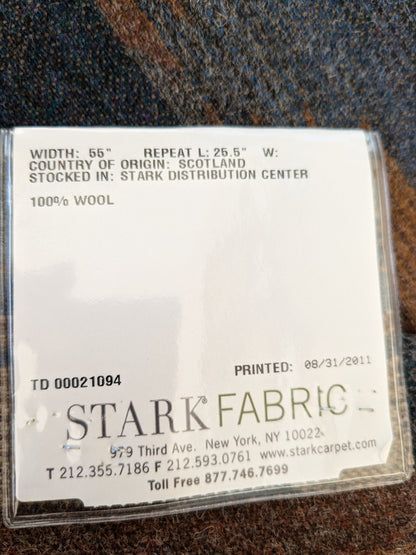 WIDTH: 55" REPEAT L: 25.5" W:
COUNTRY OF ORIGIN: SCOTLAND
STOCKED IN: STARK DISTRIBUTION CENTER
100% WOOL
PRINTED: 08/31/2011
TD 00021094
STARK® FABRIC
979 Third Ave. New York, NY 10022
T 212.355.7186 F 212.593.0761 www.starkcarpet.com
Toll Free 877.746.7699